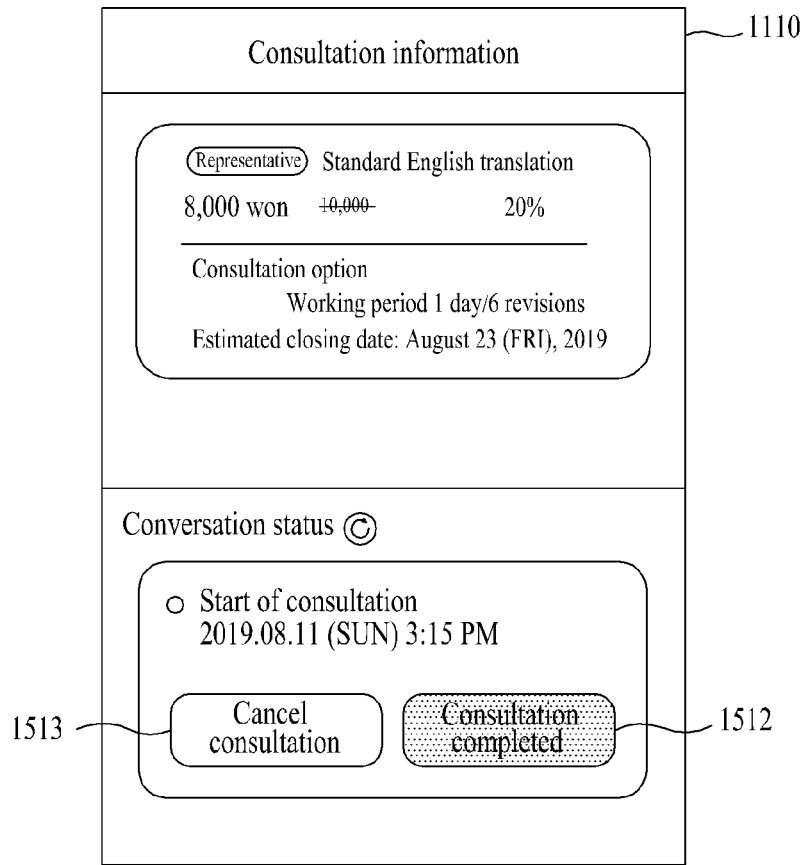 Consultation information
1110
Representative Standard English translation
8,000 won 10,000 20%
Consultation option
Working period 1 day/6 revisions
Estimated closing date: August 23 (FRI), 2019
Conversation status
Start of consultation
2019.08.11 (SUN) 3:15 PM
1513
Cancel
consultation
Consultation
completed
1512